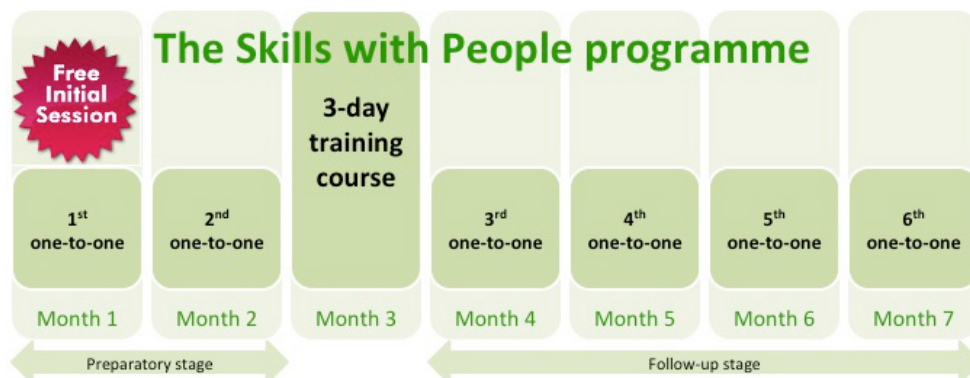 The Skills with People programme
Free
Initial
Session
3-day
training
course
1st
one-to-one
2nd
one-to-one
3rd
one-to-one
4th
one-to-one
5th
one-to-one
6th
one-to-one
Month 1
Month 2
Month 3
Month 4
Month 5
Month 6
Month 7
Preparatory stage
Follow-up stage